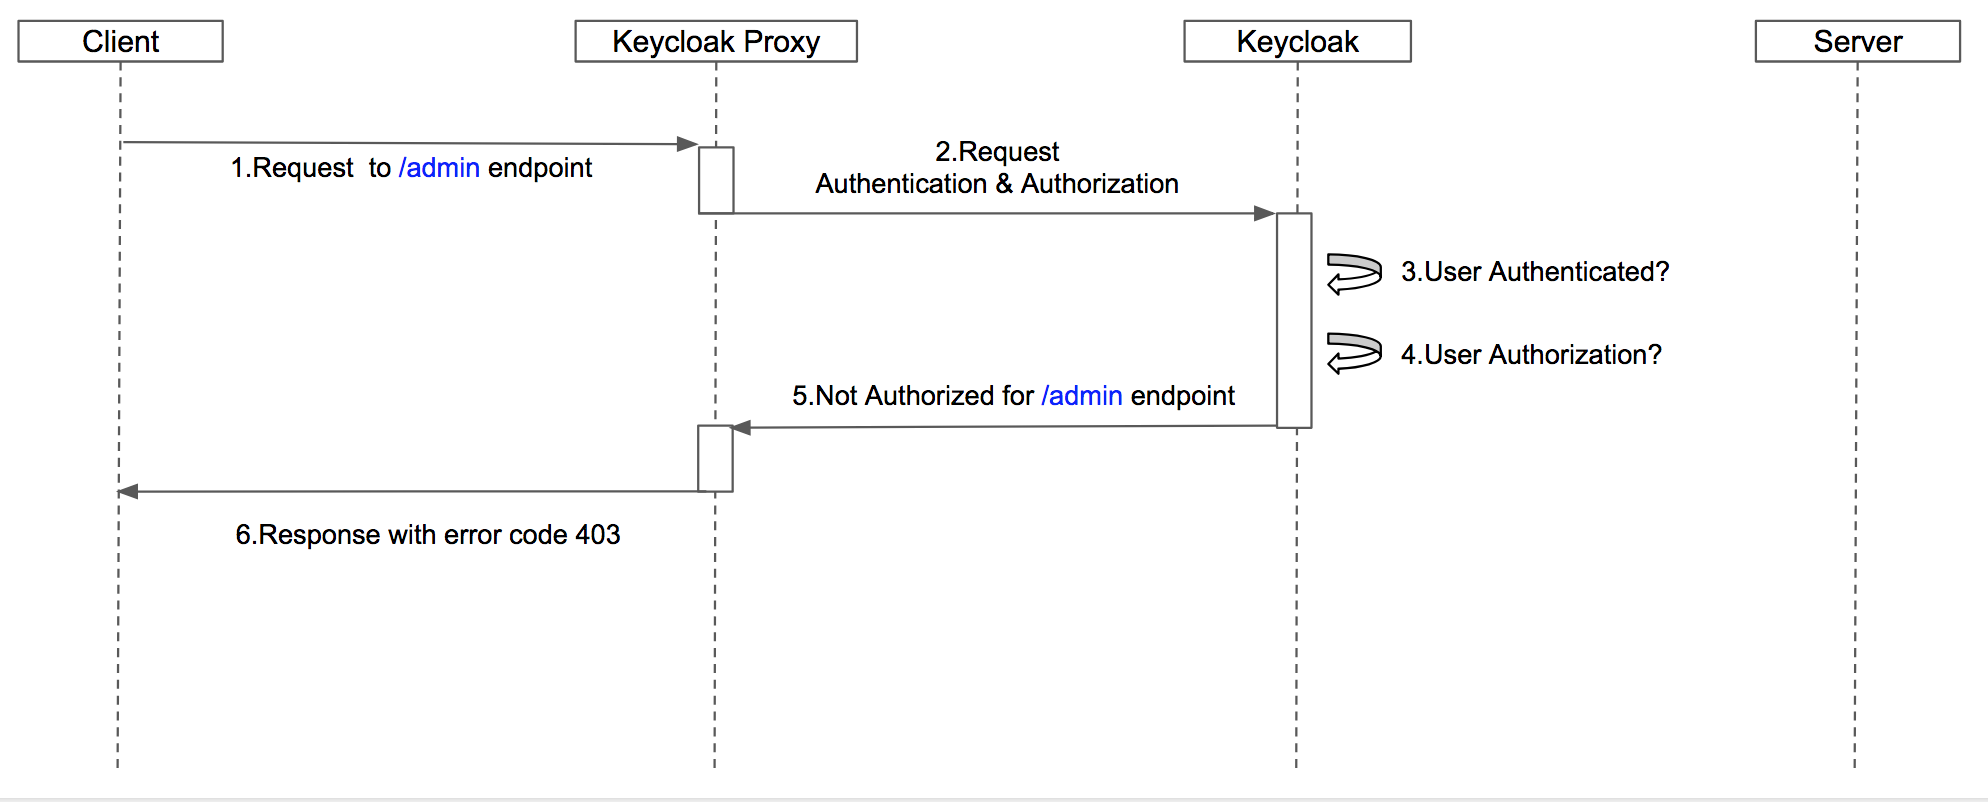 Client
Keycloak Proxy
Keycloak
Server
1.Request  to /admin endpoint
2.Request
Authentication & Authorization
3.User Authenticated?
4.User Authorization?
5.Not Authorized for /admin endpoint
6.Response with error code 403